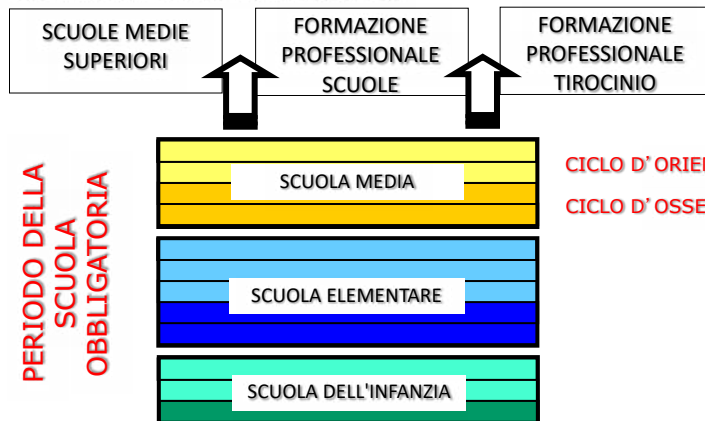 SCUOLE MEDIE
SUPERIORI
FORMAZIONE
PROFESSIONALE
SCUOLE
FORMAZIONE
PROFESSIONALE
TIROCINIO
PERIODO DELLA
SCUOLA
OBBLIGATORIA
SCUOLA MEDIA
CICLO D'ORIE
CICLO D'OSSE
SCUOLA ELEMENTARE
SCUOLA DELL'INFANZIA